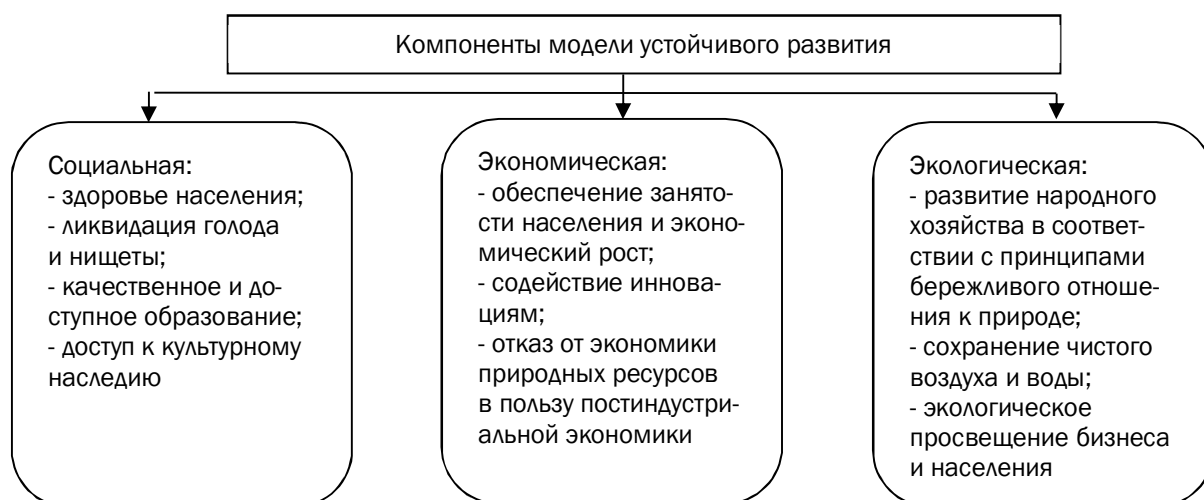 Компоненты модели устойчивого развития
Социальная:
- здоровье населения;
- ликвидация голода
и нищеты;
- качественное и до-
ступное образование;
- доступ к культурному
наследию
Экономическая:
- обеспечение занято-
сти населения и эконо-
мический рост;
- содействие иннова-
циям;
- отказ от экономики
природных ресурсов
в пользу постиндустри-
альной экономики
Экологическая:
- развитие народного
хозяйства в соответ-
ствии с принципами
бережливого отноше-
ния к природе;
- сохранение чистого
воздуха и воды;
- экологическое
просвещение бизнеса
и населения